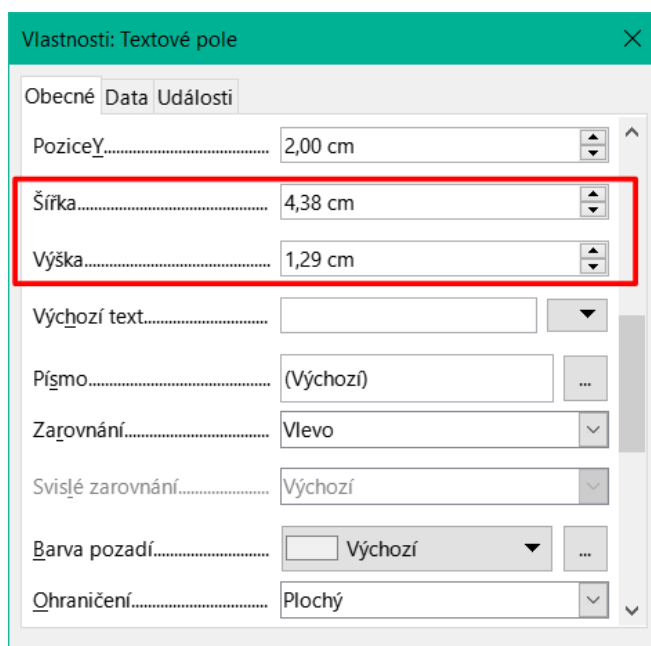 Vlastnosti: Textové pole
Obecné Data Události
PoziceY........................................ 2,00 cm
Šířka.............................................. 4,38 cm
Výška............................................. 1,29 cm
Výchozí text...............................
Písmo............................................ (Výchozí) ...
Zarovnání.................................... Vlevo
Svislé zarovnání....................... Výchozí
Barva pozadí............................. Výchozí ...
Ohraničení.................................. Plochý